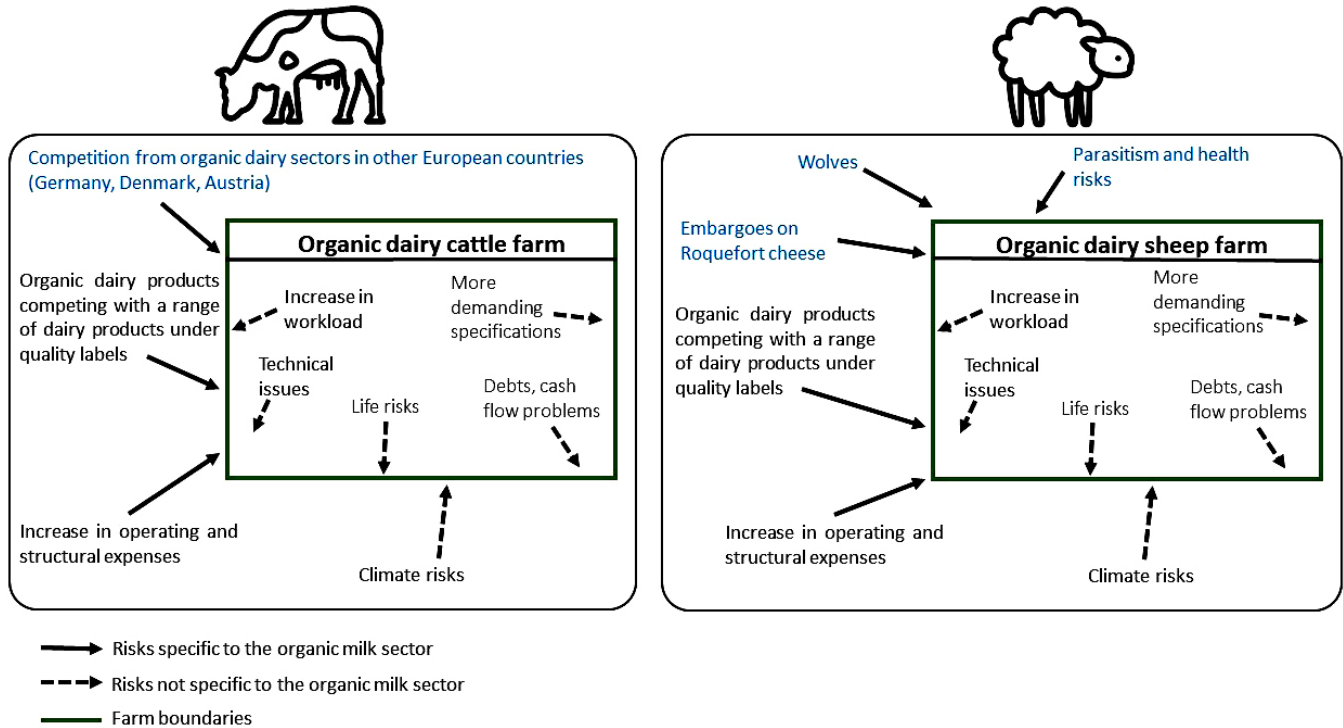 Competition from organic dairy sectors in other European countries
(Germany, Denmark, Austria)
Organic dairy cattle farm
Organic dairy products
competing with a range
of dairy products under
quality labels
Increase in
workload
More
demanding
specifications
Technical
issues
Life risks
Debts, cash
flow problems
Increase in operating and
structural expenses
Climate risks
Wolves
Parasitism and health
risks
Embargoes on
Roquefort cheese
Organic dairy sheep farm
Organic dairy products
competing with a range
of dairy products under
quality labels
Increase in
workload
More
demanding
specifications
Technical
issues
Life risks
Debts, cash
flow problems
Increase in operating and
structural expenses
Climate risks
Risks specific to the organic milk sector
Risks not specific to the organic milk sector
Farm boundaries